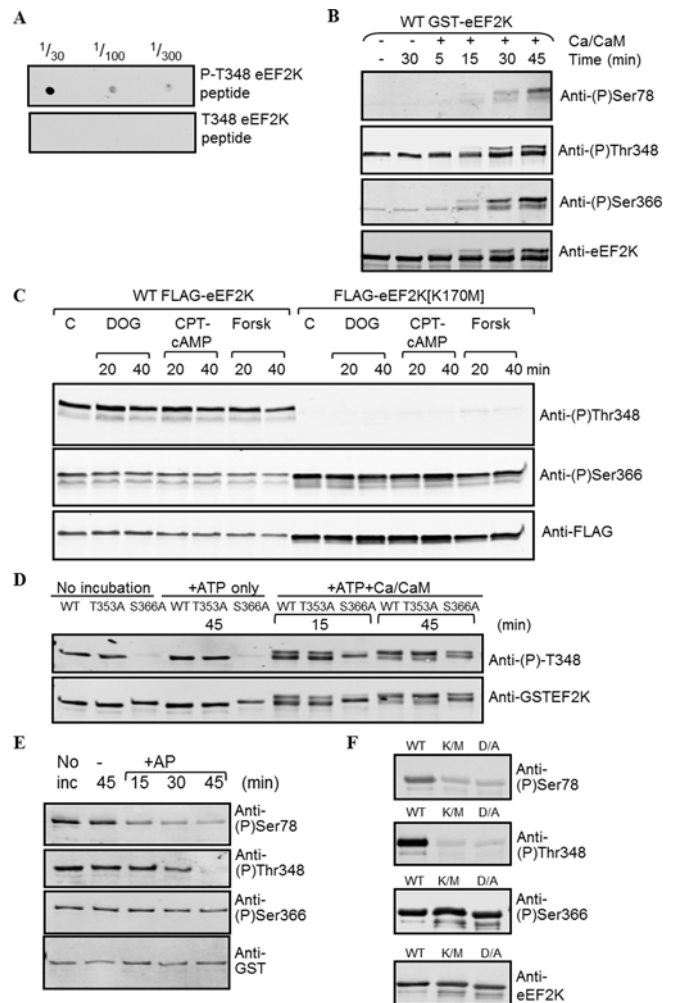 A
1/30 1/100 1/300
P-T348 eEF2K
peptide
T348 eEF2K
peptide
B
WT GST-eEF2K
- - + + + + Ca/CaM
- 30 5 15 30 45 Time (min)
Anti-(P)Ser78
Anti-(P)Thr348
Anti-(P)Ser366
Anti-eEF2K
C
WT FLAG-eEF2K FLAG-eEF2K[K170M]
C DOG CPT-cAMP Forsk C DOG CPT-cAMP Forsk
20 40 20 40 20 40 20 40 20 40 20 40 min
Anti-(P)Thr348
Anti-(P)Ser366
Anti-FLAG
D
No incubation +ATP only +ATP+Ca/CaM
WT T353A S366A WT T353A S366A WT T353A S366A WT T353A S366A
45 15 45 (min)
Anti-(P)-T348
Anti-GSTEF2K
E
No inc - +AP
45 15 30 45 (min)
Anti-
(P)Ser78
Anti-
(P)Thr348
Anti-
(P)Ser366
Anti-
GST
F
WT K/M D/A
Anti-
(P)Ser78
WT K/M D/A
Anti-
(P)Thr348
WT K/M D/A
Anti-
(P)Ser366
WT K/M D/A
Anti-
eEF2K